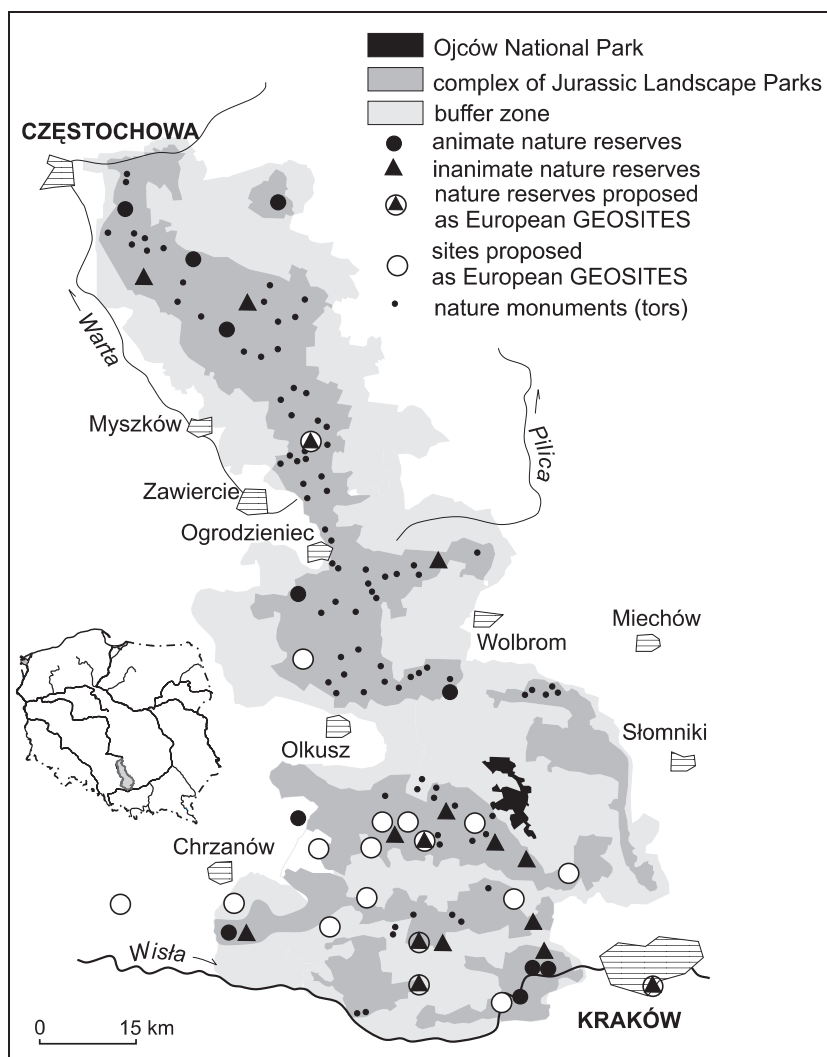 Ojców National Park
complex of Jurassic Landscape Parks
buffer zone
animate nature reserves
inanimate nature reserves
nature reserves proposed
as European GEOSITES
sites proposed
as European GEOSITES
nature monuments (tors)
CZĘSTOCHOWA
Warta
Pilica
Myszków
Zawiercie
Ogrodzieniec
Wolbrom
Miechów
Olkusz
Słomniki
Chrzanów
Wisła
KRAKÓW
0 15 km